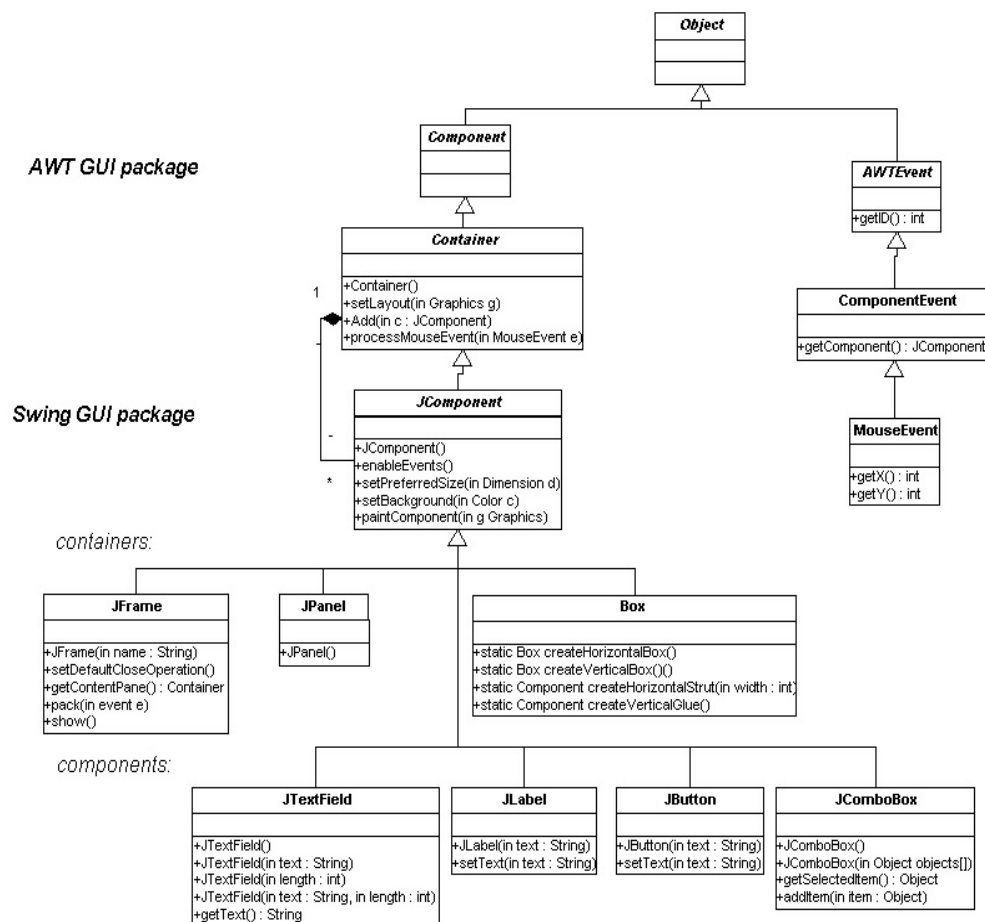 Object
Component
AWT GUI package
AWTEvent
+getID() : int
Container
+Container()
+setLayout(in Graphics g)
+Add(in c : JComponent)
+processMouseEvent(in MouseEvent e)
1
-
ComponentEvent
+getComponent() : JComponent
Swing GUI package
JComponent
+JComponent()
+enableEvents()
+setPreferredSize(in Dimension d)
+setBackground(in Color c)
+paintComponent(in g Graphics)
-
*
MouseEvent
+getX() : int
+getY() : int
containers:
JFrame
+JFrame(in name : String)
+setDefaultCloseOperation()
+getContentPane() : Container
+pack(in event e)
+show()
JPanel
+JPanel()
Box
+static Box createHorizontalBox()
+static Box createVerticalBox()()
+static Component createHorizontalStrut(in width : int)
+static Component createVerticalGlue()
components:
JTextField
+JTextField()
+JTextField(in text : String)
+JTextField(in length : int)
+JTextField(in text : String, in length : int)
+getText() : String
JLabel
+JLabel(in text : String)
+setText(in text : String)
JButton
+JButton(in text : String)
+setText(in text : String)
JComboBox
+JComboBox()
+JComboBox(in Object objects[])
+getSelectedItem() : Object
+addItem(in item : Object)